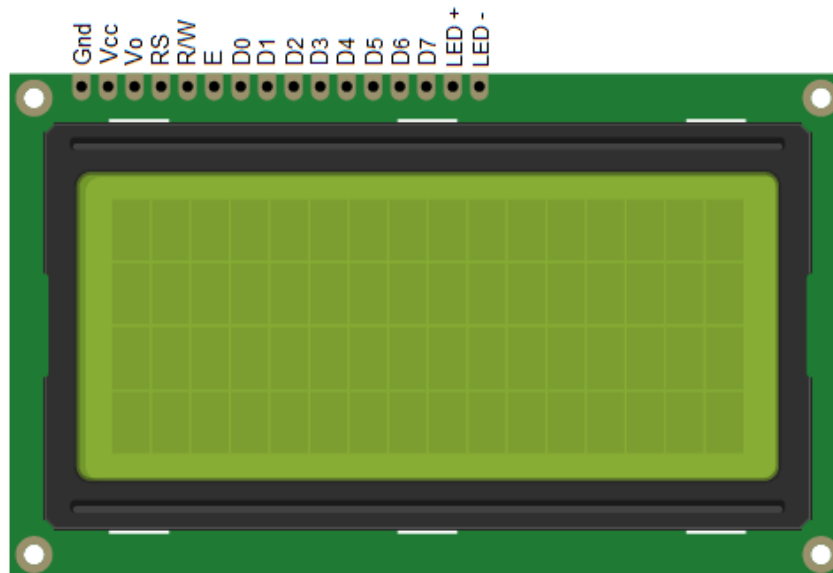 Gnd
Vcc
Vo
RS
R/W
E
D0
D1
D2
D3
D4
D5
D6
D7
LED +
LED -